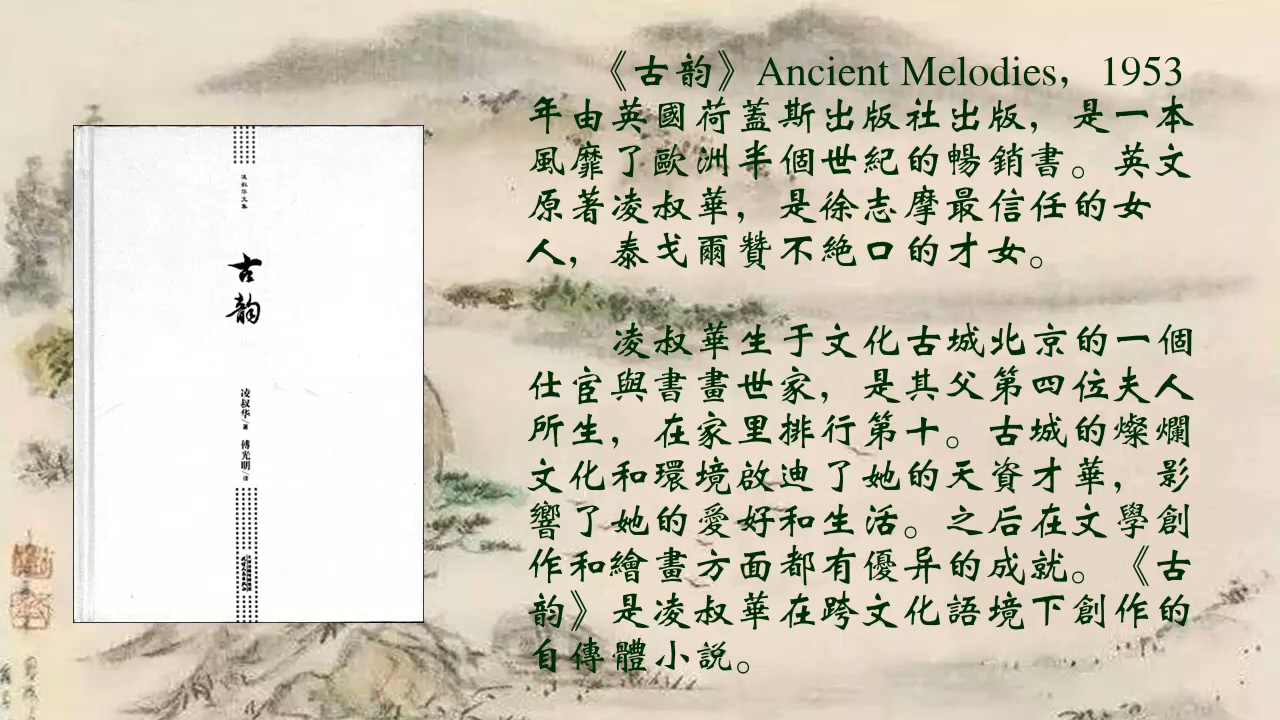 凌叔华文集
古韵
凌叔华/著 傅光明/译
《古韵》Ancient Melodies，1953
年由英國荷蓋斯出版社出版，是一本
風靡了歐洲半個世紀的暢銷書。英文
原著凌叔華，是徐志摩最信任的女
人，泰戈爾贊不絕口的才女。
凌叔華生于文化古城北京的一個
仕宦與書畫世家，是其父第四位夫人
所生，在家里排行第十。古城的燦爛
文化和環境啟迪了她的天資才華，影
響了她的愛好和生活。之后在文學創
作和繪畫方面都有優异的成就。《古
韵》是凌叔華在跨文化語境下創作的
自傳體小說。